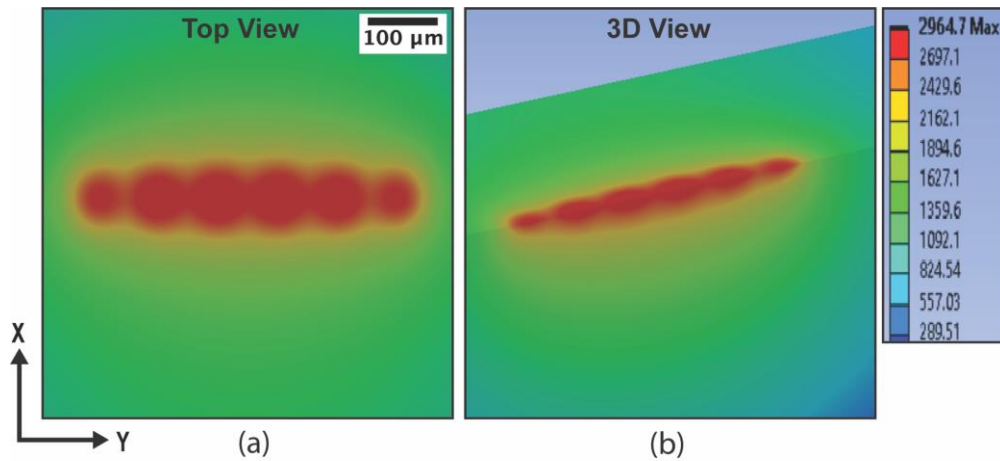 Top View
100 µm
3D View
2964.7 Max
2697.1
2429.6
2162.1
1894.6
1627.1
1359.6
1092.1
824.54
557.03
289.51
X
Y
(a)
(b)